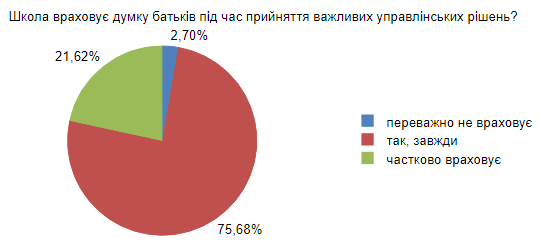 Школа враховує думку батьків під час прийняття важливих управлінських рішень?
2,70%
21,62%
75,68%
переважно не враховує
так, завжди
частково враховує